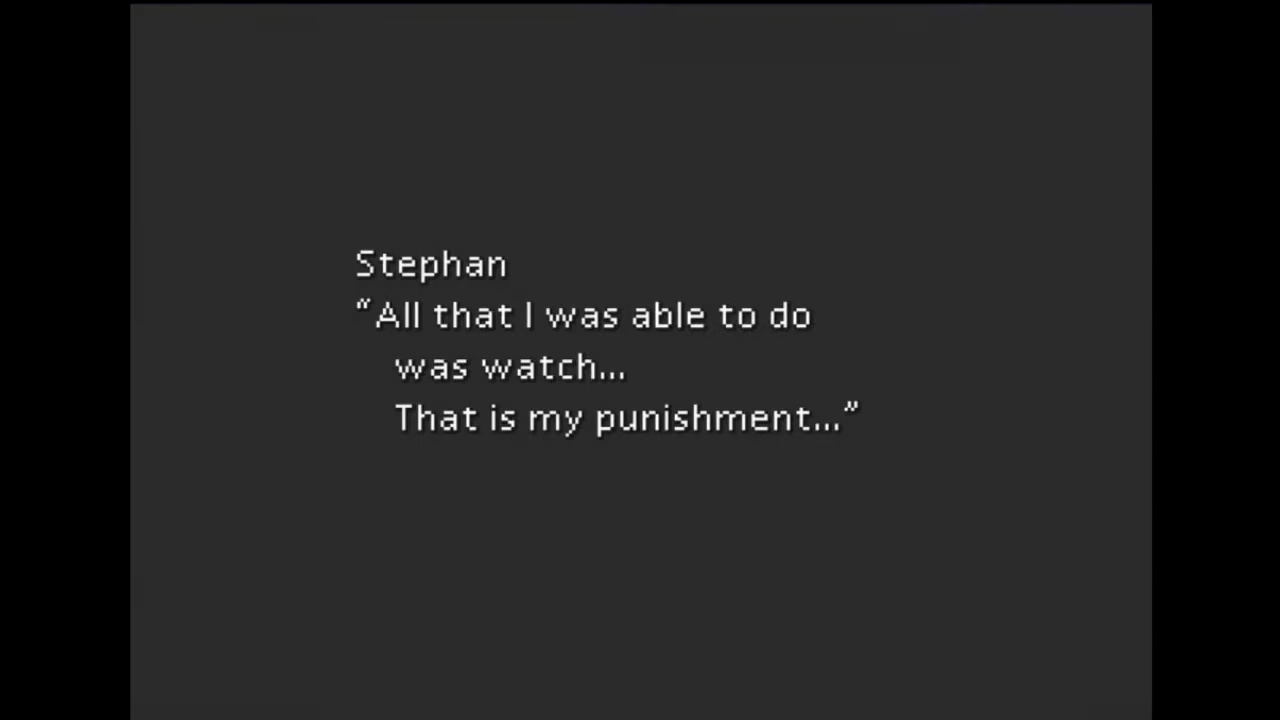 Stephan
“All that I was able to do
was watch...
That is my punishment...”